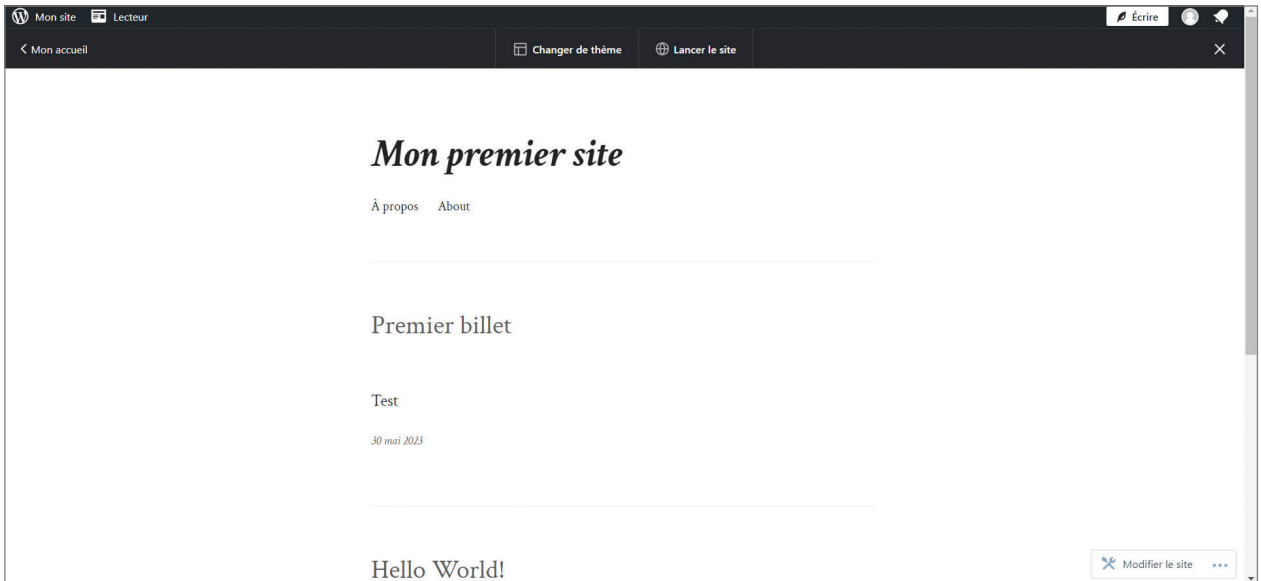 Mon site Lecteur Écrire
Mon accueil Changer de thème Lancer le site
Mon premier site
À propos About
Premier billet
Test
30 mai 2023
Hello World!
Modifier le site